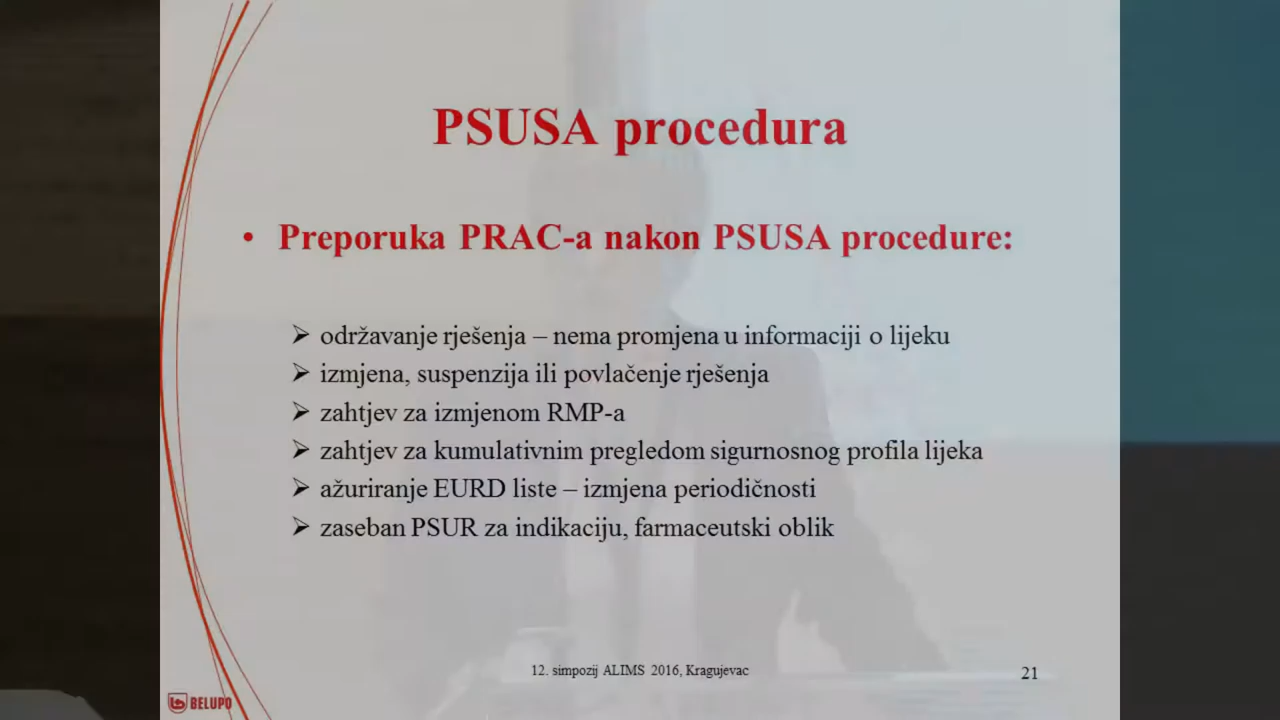 PSUSA procedura
• Preporuka PRAC-a nakon PSUSA procedure:
➢ održavanje rješenja – nema promjena u informaciji o lijeku
➢ izmjena, suspenzija ili povlačenje rješenja
➢ zahtjev za izmjenom RMP-a
➢ zahtjev za kumulativnim pregledom sigurnosnog profila lijeka
➢ ažuriranje EURD liste – izmjena periodičnosti
➢ zaseban PSUR za indikaciju, farmaceutski oblik
12. simpozij ALIMS 2016, Kragujevac
21
BELUPO